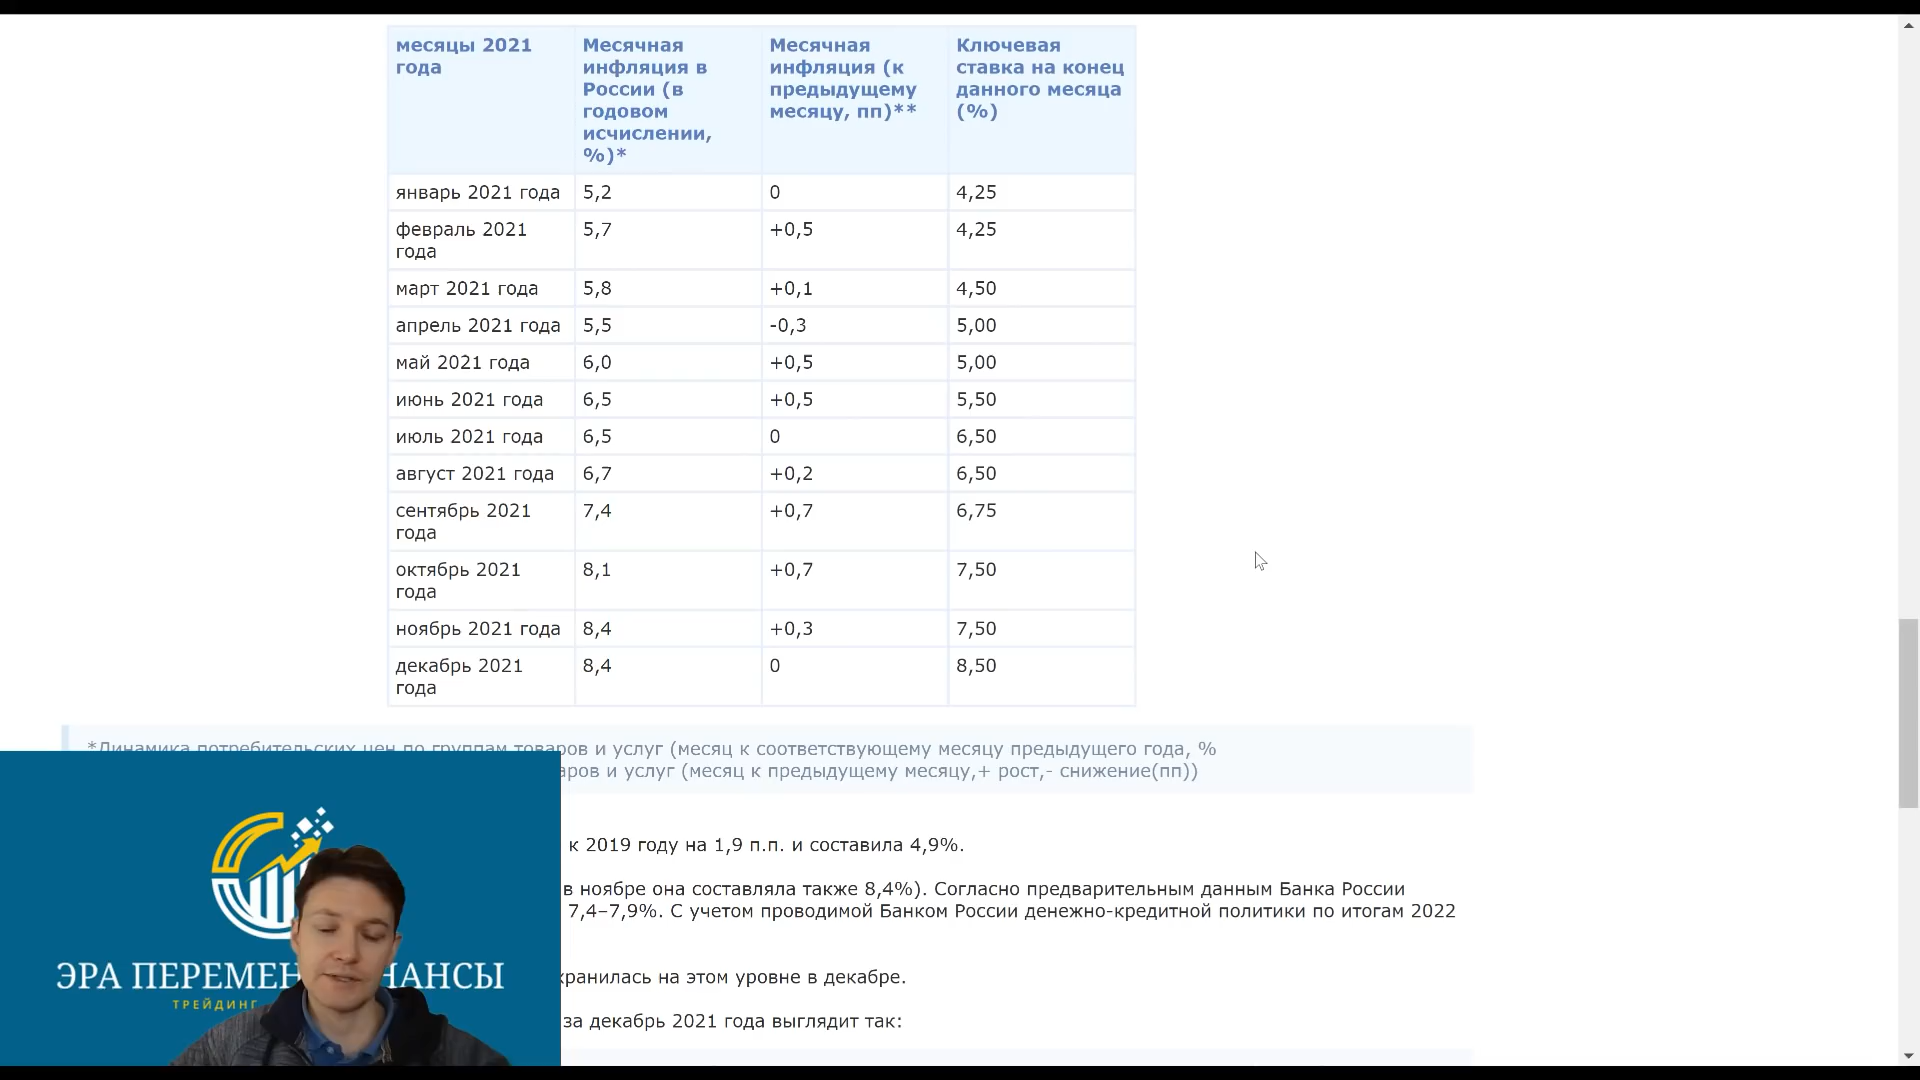 месяцы 2021
года
Месячная
инфляция в
России (в
годовом
исчислении,
%)*
Месячная
инфляция (к
предыдущему
месяцу, пп)**
Ключевая
ставка на конец
данного месяца
(%)
январь 2021 года 5,2 0 4,25
февраль 2021
года 5,7 +0,5 4,25
март 2021 года 5,8 +0,1 4,50
апрель 2021 года 5,5 -0,3 5,00
май 2021 года 6,0 +0,5 5,00
июнь 2021 года 6,5 +0,5 5,50
июль 2021 года 6,5 0 6,50
август 2021 года 6,7 +0,2 6,50
сентябрь 2021
года 7,4 +0,7 6,75
октябрь 2021
года 8,1 +0,7 7,50
ноябрь 2021 года 8,4 +0,3 7,50
декабрь 2021
года 8,4 0 8,50
*Динамика потребительских цен по группам товаров и услуг (месяц к соответствующему месяцу предыдущего года, %
и услуг (месяц к предыдущему месяцу,+ рост,- снижение(пп))
к 2019 году на 1,9 п.п. и составила 4,9%.
в ноябре она составляла также 8,4%). Согласно предварительным данным Банка России
7,4–7,9%. С учетом проводимой Банком России денежно-кредитной политики по итогам 2022
на этом уровне в декабре.
за декабрь 2021 года выглядит так:
ЭРА ПЕРЕМЕН
ТРЕЙДИНГ